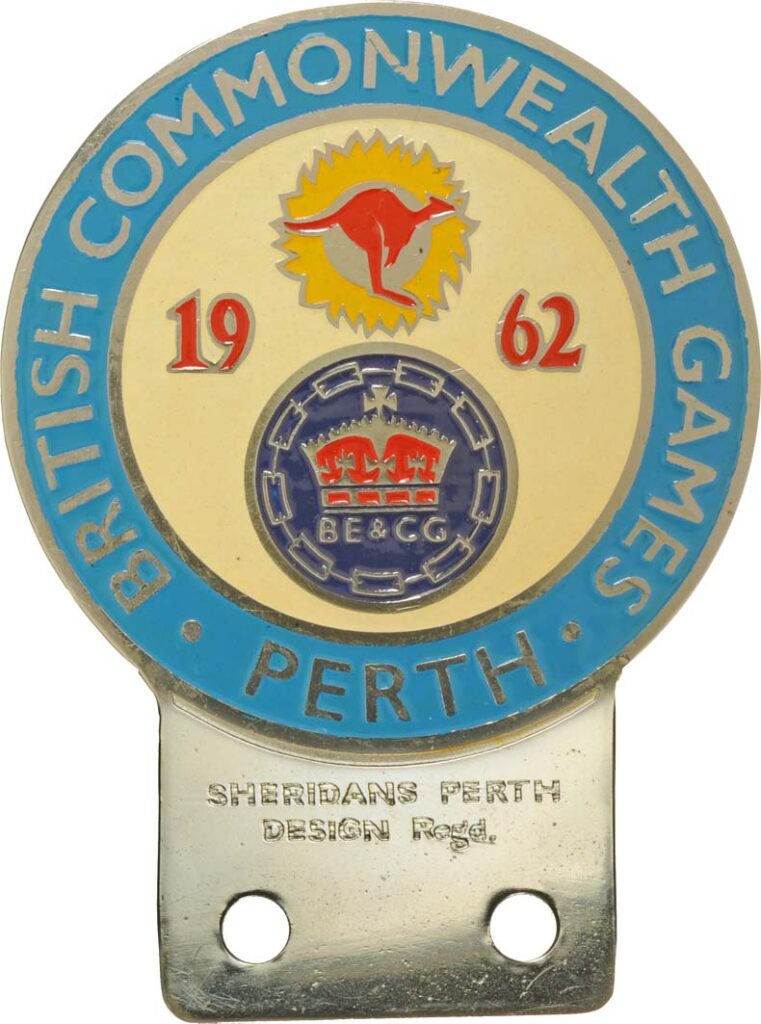 BRITISH COMMONWEALTH GAMES
19 62
BE&CG
· PERTH ·
SHERIDANS PERTH
DESIGN Regd.